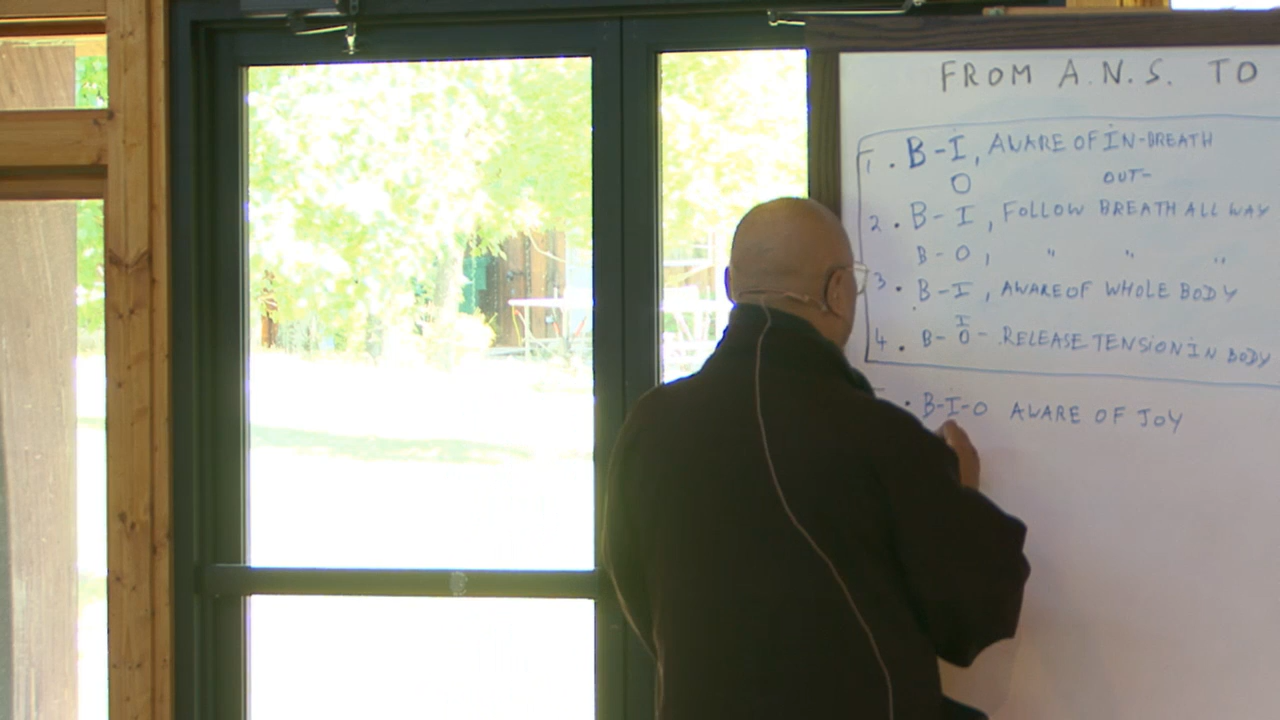 FROM A.N.S. TO
1. B-I, AWARE OF IN-BREATH
O OUT-
2. B-I, FOLLOW BREATH ALL WAY
B-O, " " "
3. B-I, AWARE OF WHOLE BODY
I
4. B-O- RELEASE TENSION IN BODY
. B-I-O AWARE OF JOY